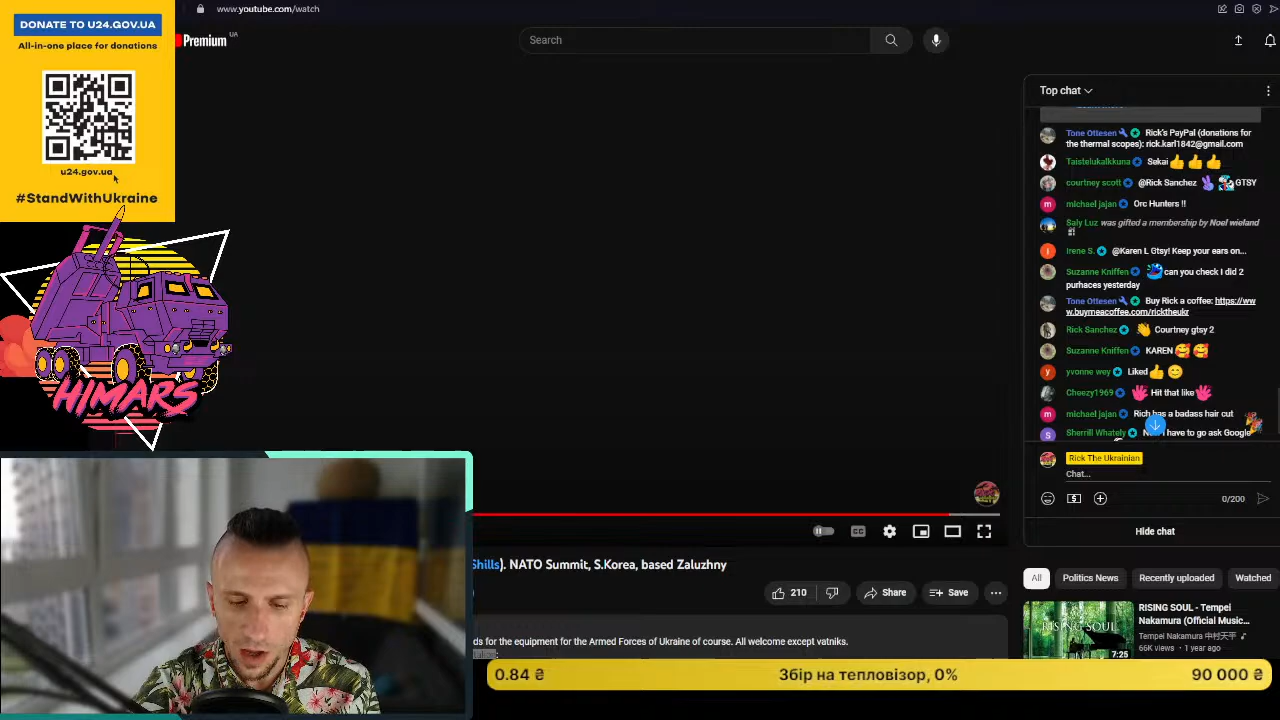 DONATE TO U24.GOV.UA
All-in-one place for donations
u24.gov.ua
#StandWithUkraine
HIMARS
www.youtube.com/watch
Premium UA
Search
Top chat
Tone Ottesen Rick's PayPal (donations for
the thermal scopes): rick.karl1842@gmail.com
Taistelukalkkuna Sakai
courtney scott @Rick Sanchez GTSY
michael jajan Orc Hunters !!
Saly Luz was gifted a membership by Noel wieland
Irene S. @Karen L Gtsy! Keep your ears on...
Suzanne Kniffen can you check I did 2
purhaces yesterday
Tone Ottesen Buy Rick a coffee: https://ww
w.buymeacoffee.com/ricktheukr
Rick Sanchez Courtney gtsy 2
Suzanne Kniffen KAREN
yvonne wey Liked
Cheezy1969 Hit that like
michael jajan Rich has a badass hair cut
Sherrill Whately have to go ask Google
Rick The Ukrainian
Chat...
0/200
Hide chat
Shills). NATO Summit, S.Korea, based Zaluzhny
210
Share
Save
ds for the equipment for the Armed Forces of Ukraine of course. All welcome except vatniks.
All
Politics News
Recently uploaded
Watched
RISING SOUL - Tempei
Nakamura (Official Music
Tempei Nakamura 中村天平
66K views • 1 year ago
7:25
0.84 ₴
Збір на тепловізор, 0%
90 000 ₴